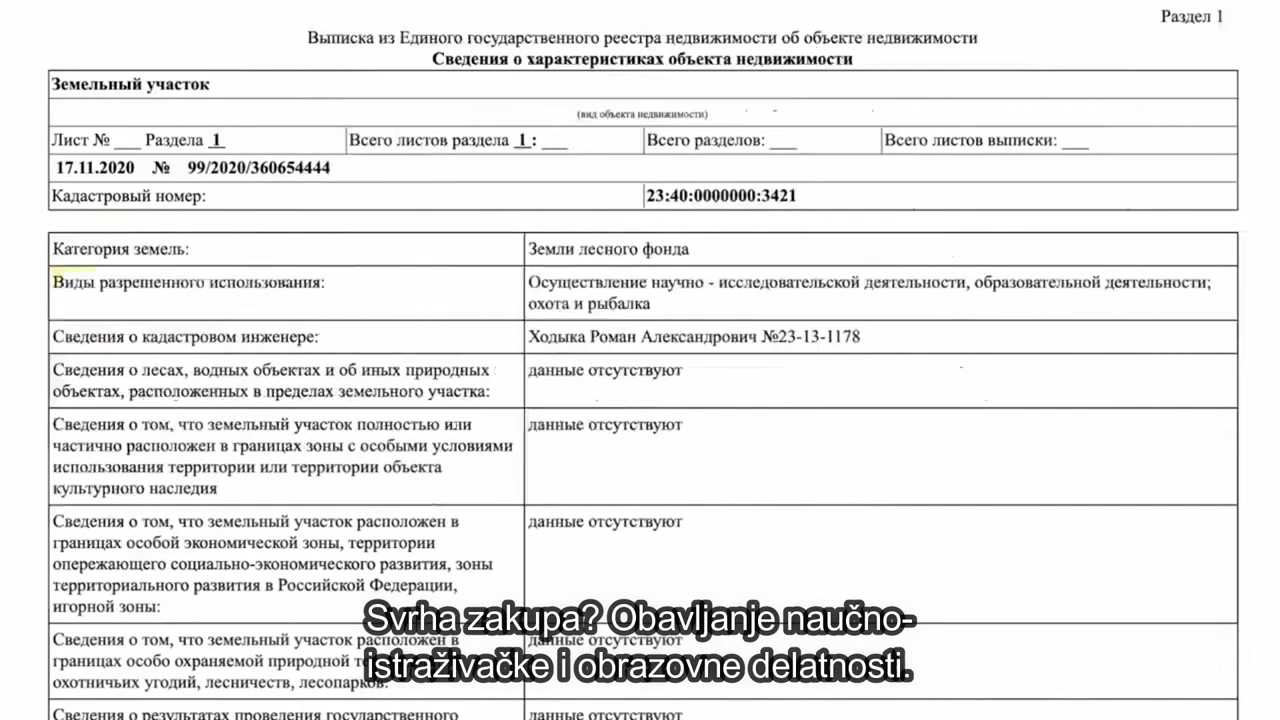 Раздел 1
Выписка из Единого государственного реестра недвижимости об объекте недвижимости
Сведения о характеристиках объекта недвижимости
Земельный участок
(вид объекта недвижимости)
Лист № ___ Раздела 1 Всего листов раздела 1 : ___ Всего разделов: ___ Всего листов выписки: ___
17.11.2020 № 99/2020/360654444
Кадастровый номер: 23:40:0000000:3421
Категория земель: Земли лесного фонда
Виды разрешенного использования: Осуществление научно - исследовательской деятельности, образовательной деятельности;
охота и рыбалка
Сведения о кадастровом инженере: Ходыка Роман Александрович №23-13-1178
Сведения о лесах, водных объектах и об иных природных
объектах, расположенных в пределах земельного участка:
данные отсутствуют
Сведения о том, что земельный участок полностью или
частично расположен в границах зоны с особыми условиями
использования территории или территории объекта
культурного наследия
данные отсутствуют
Сведения о том, что земельный участок расположен в
границах особой экономической зоны, территории
опережающего социально-экономического развития, зоны
территориального развития в Российской Федерации,
игорной зоны:
данные отсутствуют
Сведения о том, что земельный участок расположен в
границах особо охраняемой природной
охотничьих угодий, лесничеств, лесопарков:
данные отсутствуют
Сведения о результатах проведения государственного
данные отсутствуют
Svrha zakupa? Obavljanje naučno-
istraživačke i obrazovne delatnosti.